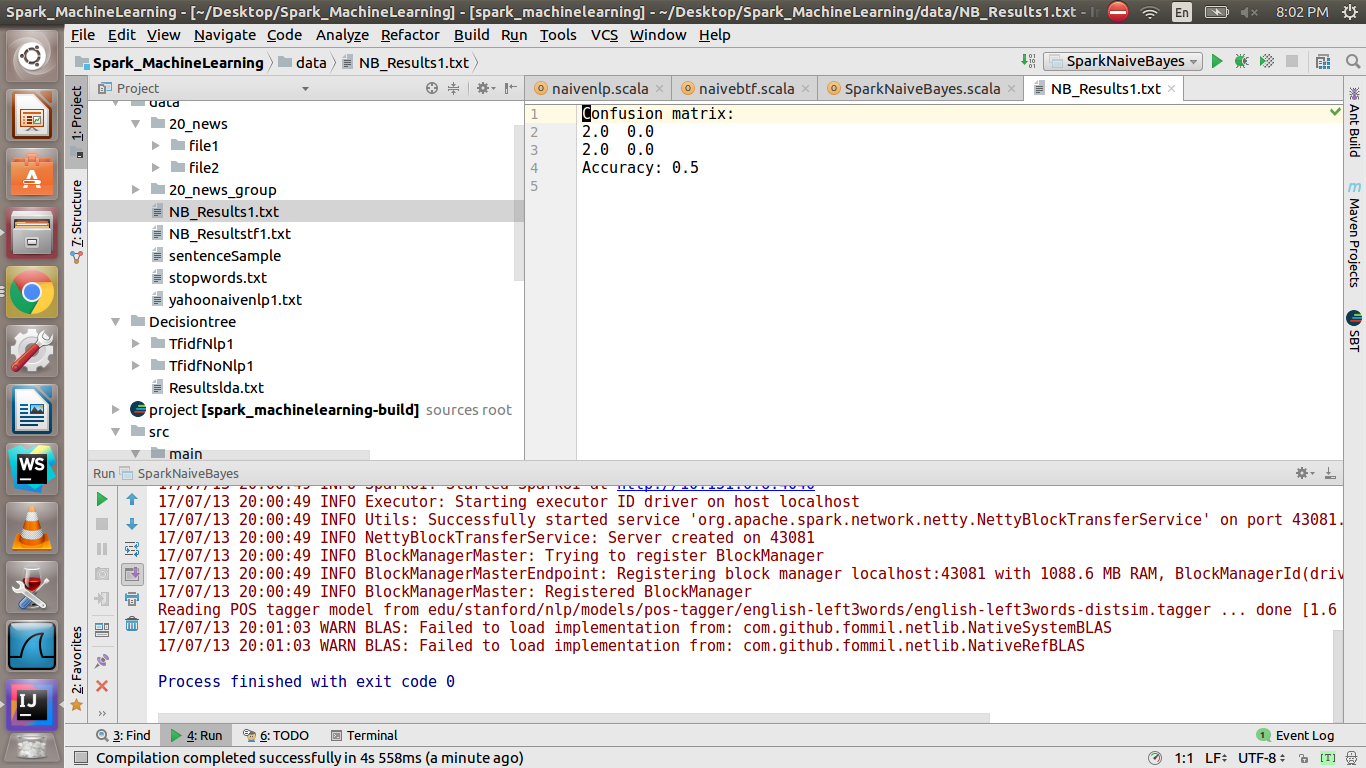 Spark_MachineLearning - [~/Desktop/Spark_MachineLearning] - [spark_machinelearning] - ~/Desktop/Spark_MachineLearning/data/NB_Results1.txt - 
En
8:02 PM
File Edit View Navigate Code Analyze Refactor Build Run Tools VCS Window Help
Spark_MachineLearning data NB_Results1.txt
SparkNaiveBayes
Project
naivenlp.scala naivebtf.scala SparkNaiveBayes.scala NB_Results1.txt
1: Project
7: Structure
2: Favorites
data
20_news
file1
file2
20_news_group
NB_Results1.txt
NB_Resultstf1.txt
sentenceSample
stopwords.txt
yahoonaivenlp1.txt
Decisiontree
TfidfNlp1
TfidfNoNlp1
Resultslda.txt
project [spark_machinelearning-build] sources root
src
main
1 Confusion matrix:
2 2.0 0.0
3 2.0 0.0
4 Accuracy: 0.5
5
Ant Build
m Maven Projects
SBT
Run SparkNaiveBayes
17/07/13 20:00:49 INFO SparkUI: Started SparkUI at http://10.151.0.6:4040
17/07/13 20:00:49 INFO Executor: Starting executor ID driver on host localhost
17/07/13 20:00:49 INFO Utils: Successfully started service 'org.apache.spark.network.netty.NettyBlockTransferService' on port 43081.
17/07/13 20:00:49 INFO NettyBlockTransferService: Server created on 43081
17/07/13 20:00:49 INFO BlockManagerMaster: Trying to register BlockManager
17/07/13 20:00:49 INFO BlockManagerMasterEndpoint: Registering block manager localhost:43081 with 1088.6 MB RAM, BlockManagerId(driv
17/07/13 20:00:49 INFO BlockManagerMaster: Registered BlockManager
Reading POS tagger model from edu/stanford/nlp/models/pos-tagger/english-left3words/english-left3words-distsim.tagger ... done [1.6
17/07/13 20:01:03 WARN BLAS: Failed to load implementation from: com.github.fommil.netlib.NativeSystemBLAS
17/07/13 20:01:03 WARN BLAS: Failed to load implementation from: com.github.fommil.netlib.NativeRefBLAS
Process finished with exit code 0
WS
IJ
3: Find 4: Run 6: TODO Terminal
1 Event Log
Compilation completed successfully in 4s 558ms (a minute ago)
1:1 LF UTF-8 [T]